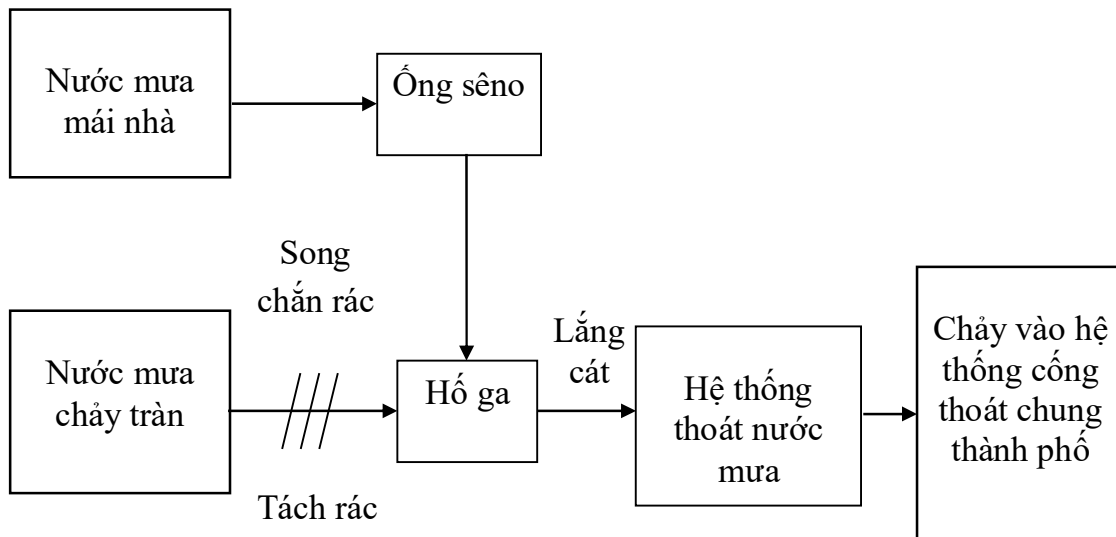 Nước mưa
mái nhà
Ống sêno
Song
chắn rác
Nước mưa
chảy tràn
Tách rác
Hố ga
Lắng
cát
Hệ thống
thoát nước
mưa
Chảy vào hệ
thống cống
thoát chung
thành phố